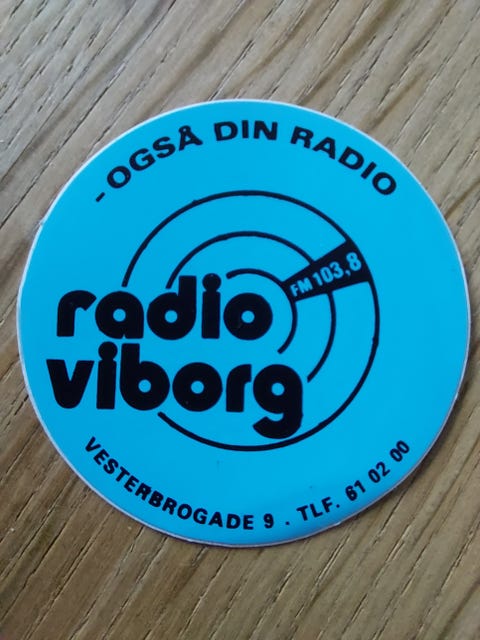 - OGSÅ DIN RADIO
FM 103,8
radio
viborg
VESTERBROGADE 9 . TLF. 61 02 00